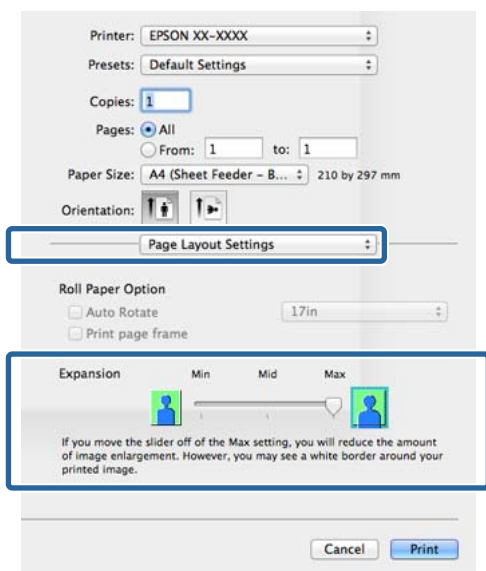 Printer: EPSON XX-XXXX
Presets: Default Settings
Copies: 1
Pages: All
From: 1 to: 1
Paper Size: A4 (Sheet Feeder - B... 210 by 297 mm
Orientation:
Page Layout Settings
Roll Paper Option
Auto Rotate 17in
Print page frame
Expansion Min Mid Max
If you move the slider off of the Max setting, you will reduce the amount
of image enlargement. However, you may see a white border around your
printed image.
Cancel Print